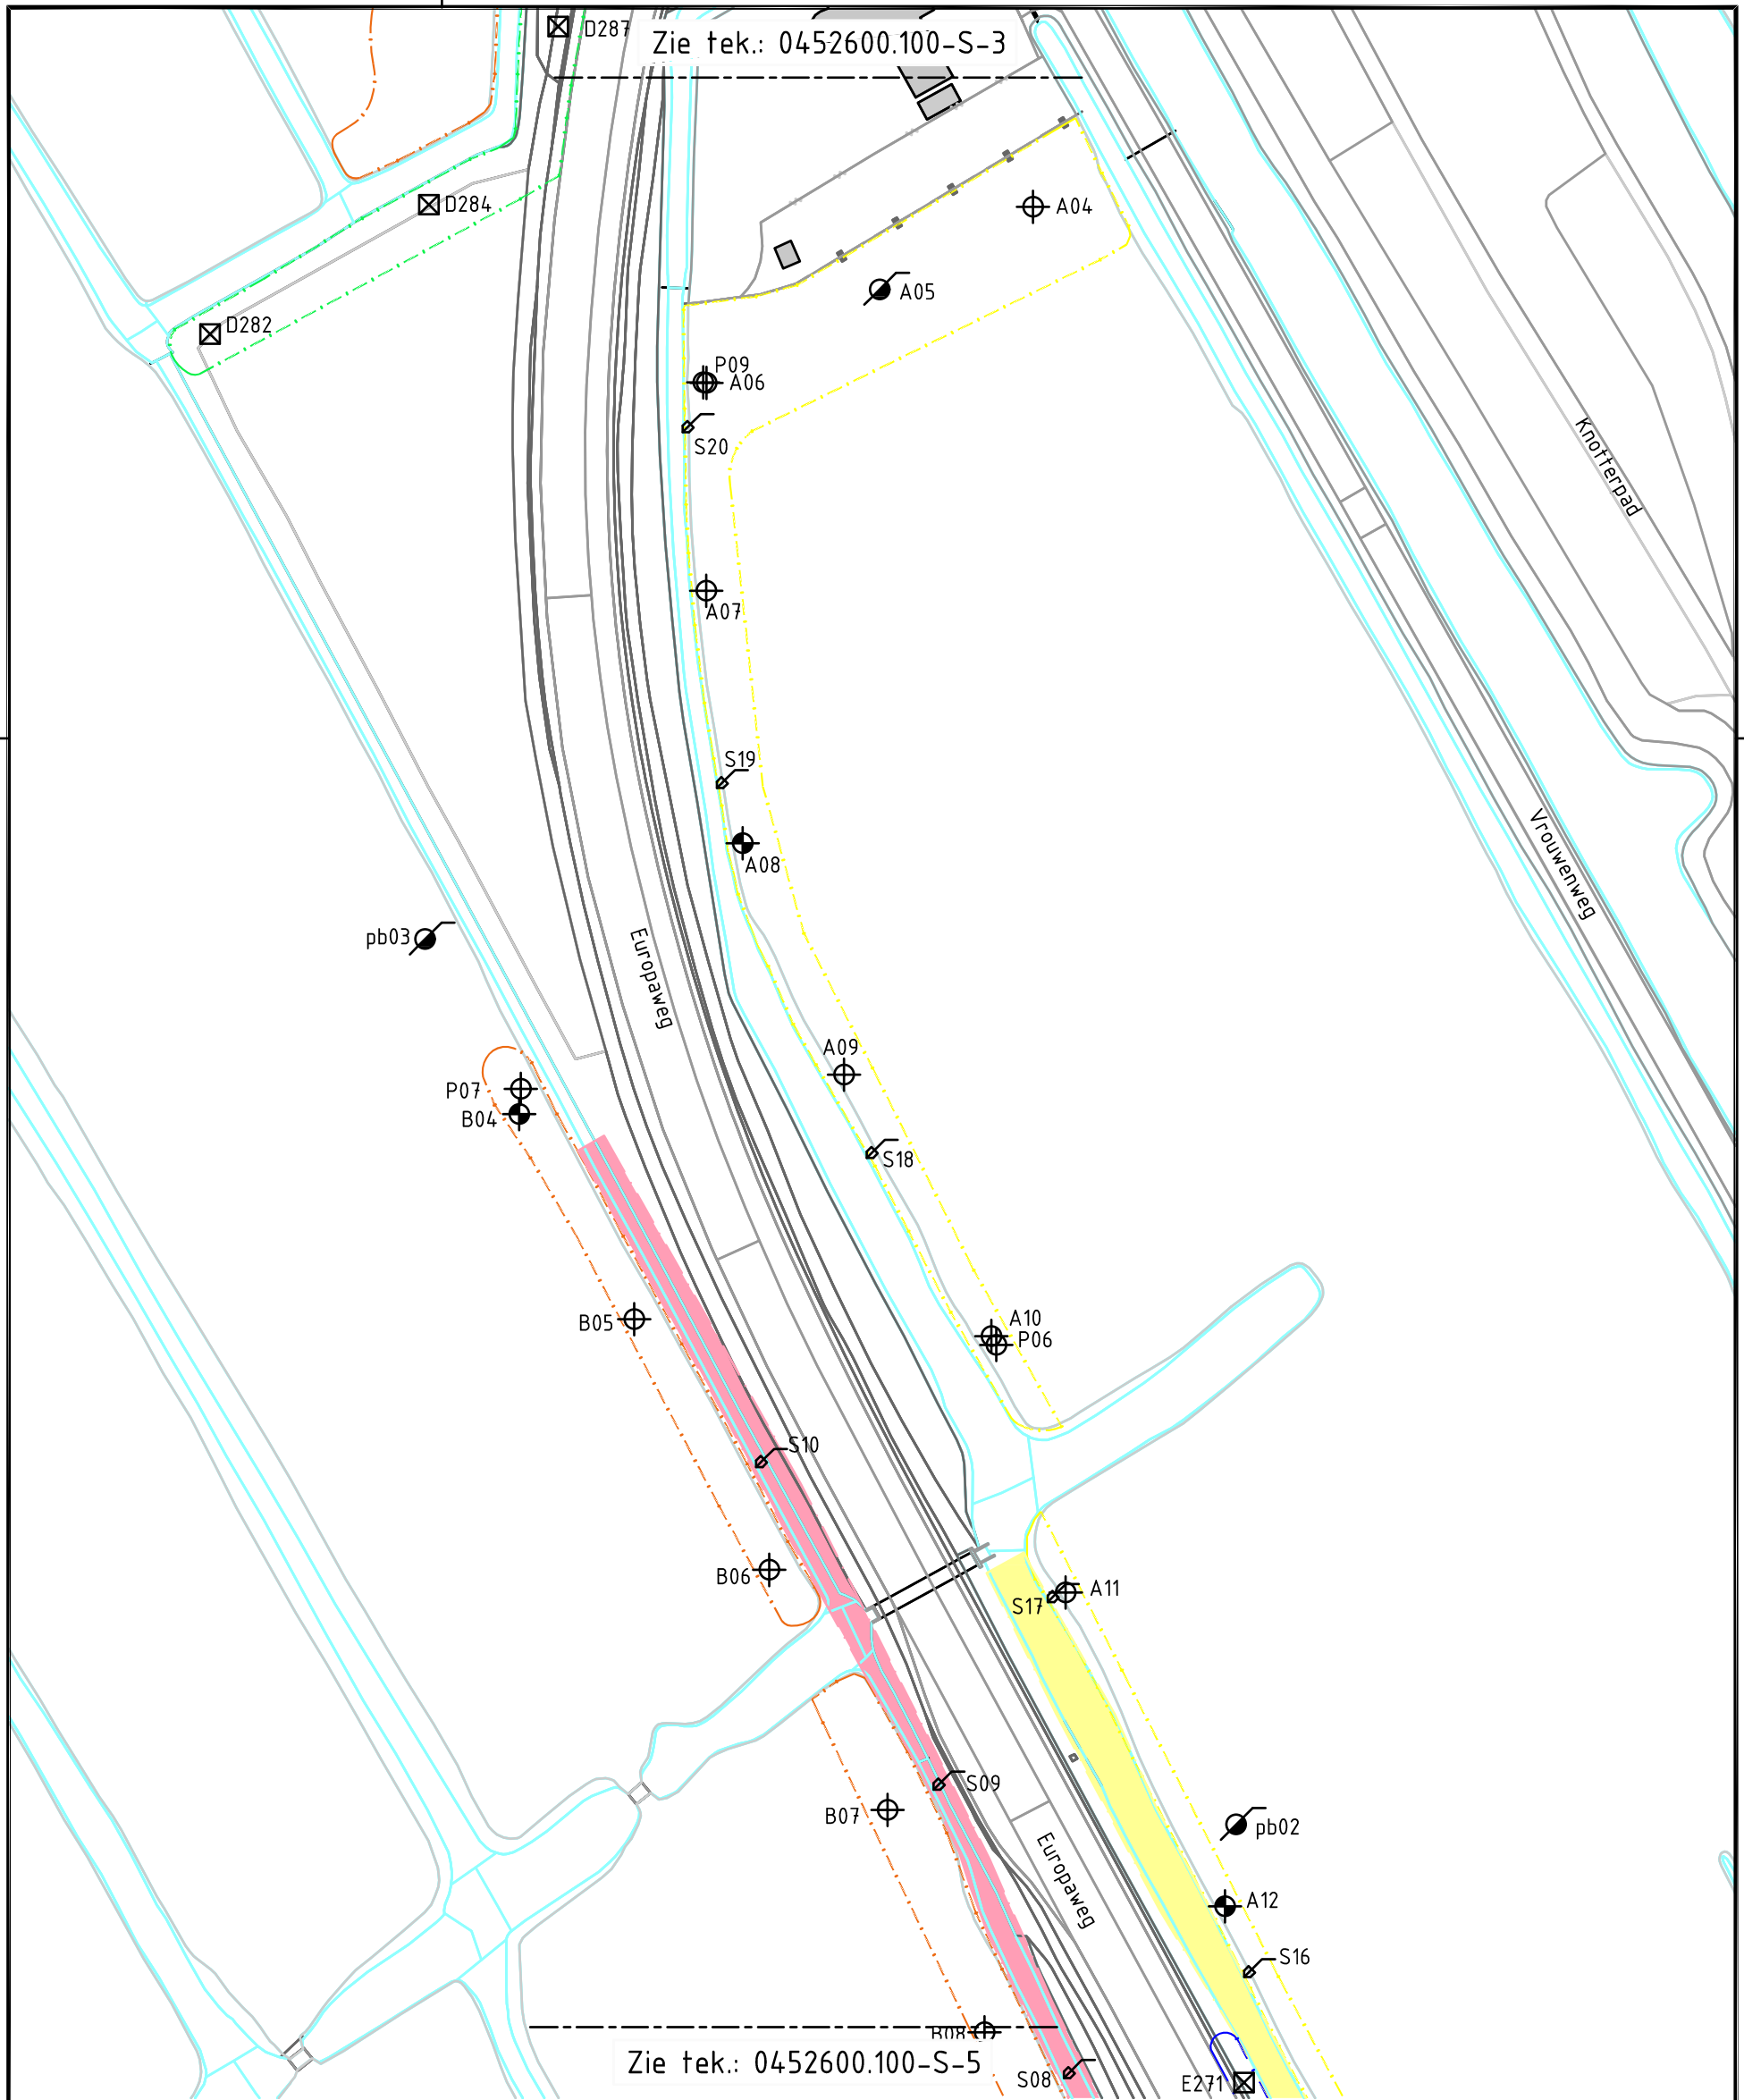 D287
Zie tek.: 0452600.100-S-3
D284
A04
D282
A05
P09
A06
S20
Knotterpad
A07
S19
A08
Vrouwenweg
pb03
Europaweg
A09
P07
B04
S18
A10
P06
B05
S10
B06
A11
S17
S09
B07
pb02
Europaweg
A12
S16
B08
Zie tek.: 0452600.100-S-5
S08
E271